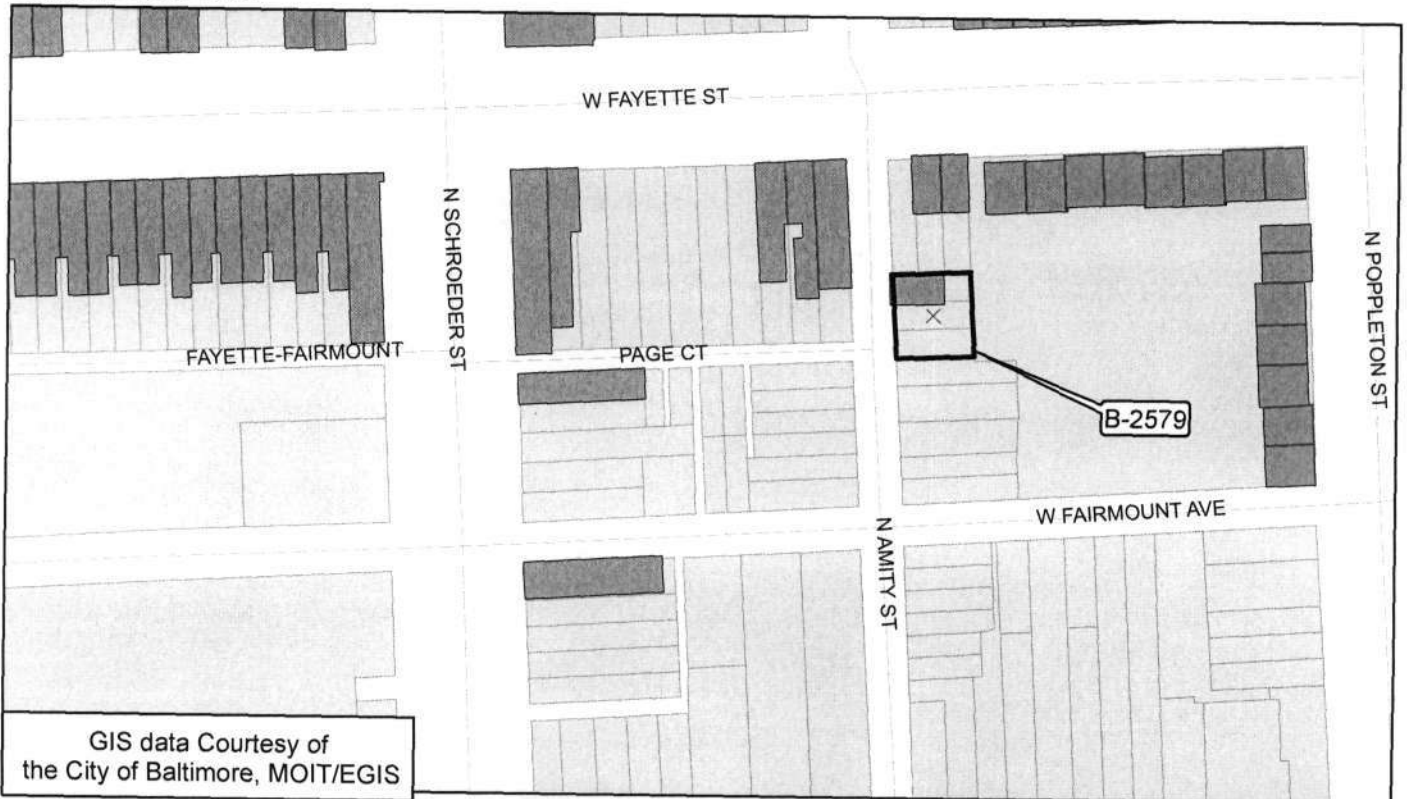 W FAYETTE ST
N SCHROEDER ST
N POPPLETON ST
FAYETTE-FAIRMOUNT
PAGE CT
B-2579
W FAIRMOUNT AVE
N AMITY ST
GIS data Courtesy of
the City of Baltimore, MOIT/EGIS